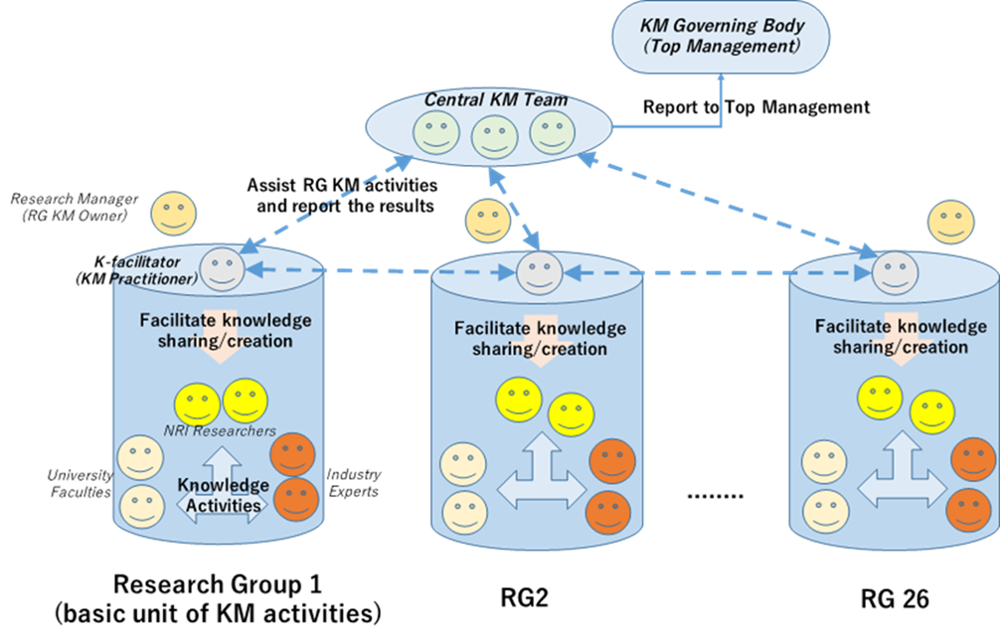 KM Governing Body
(Top Management)
Central KM Team
Report to Top Management
Assist RG KM activities
and report the results
Research Manager
(RG KM Owner)
K-facilitator
(KM Practitioner)
Facilitate knowledge
sharing/creation
Facilitate knowledge
sharing/creation
Facilitate knowledge
sharing/creation
NRI Researchers
University
Faculties
Knowledge
Activities
Industry
Experts
........
Research Group 1
(basic unit of KM activities)
RG2
RG 26